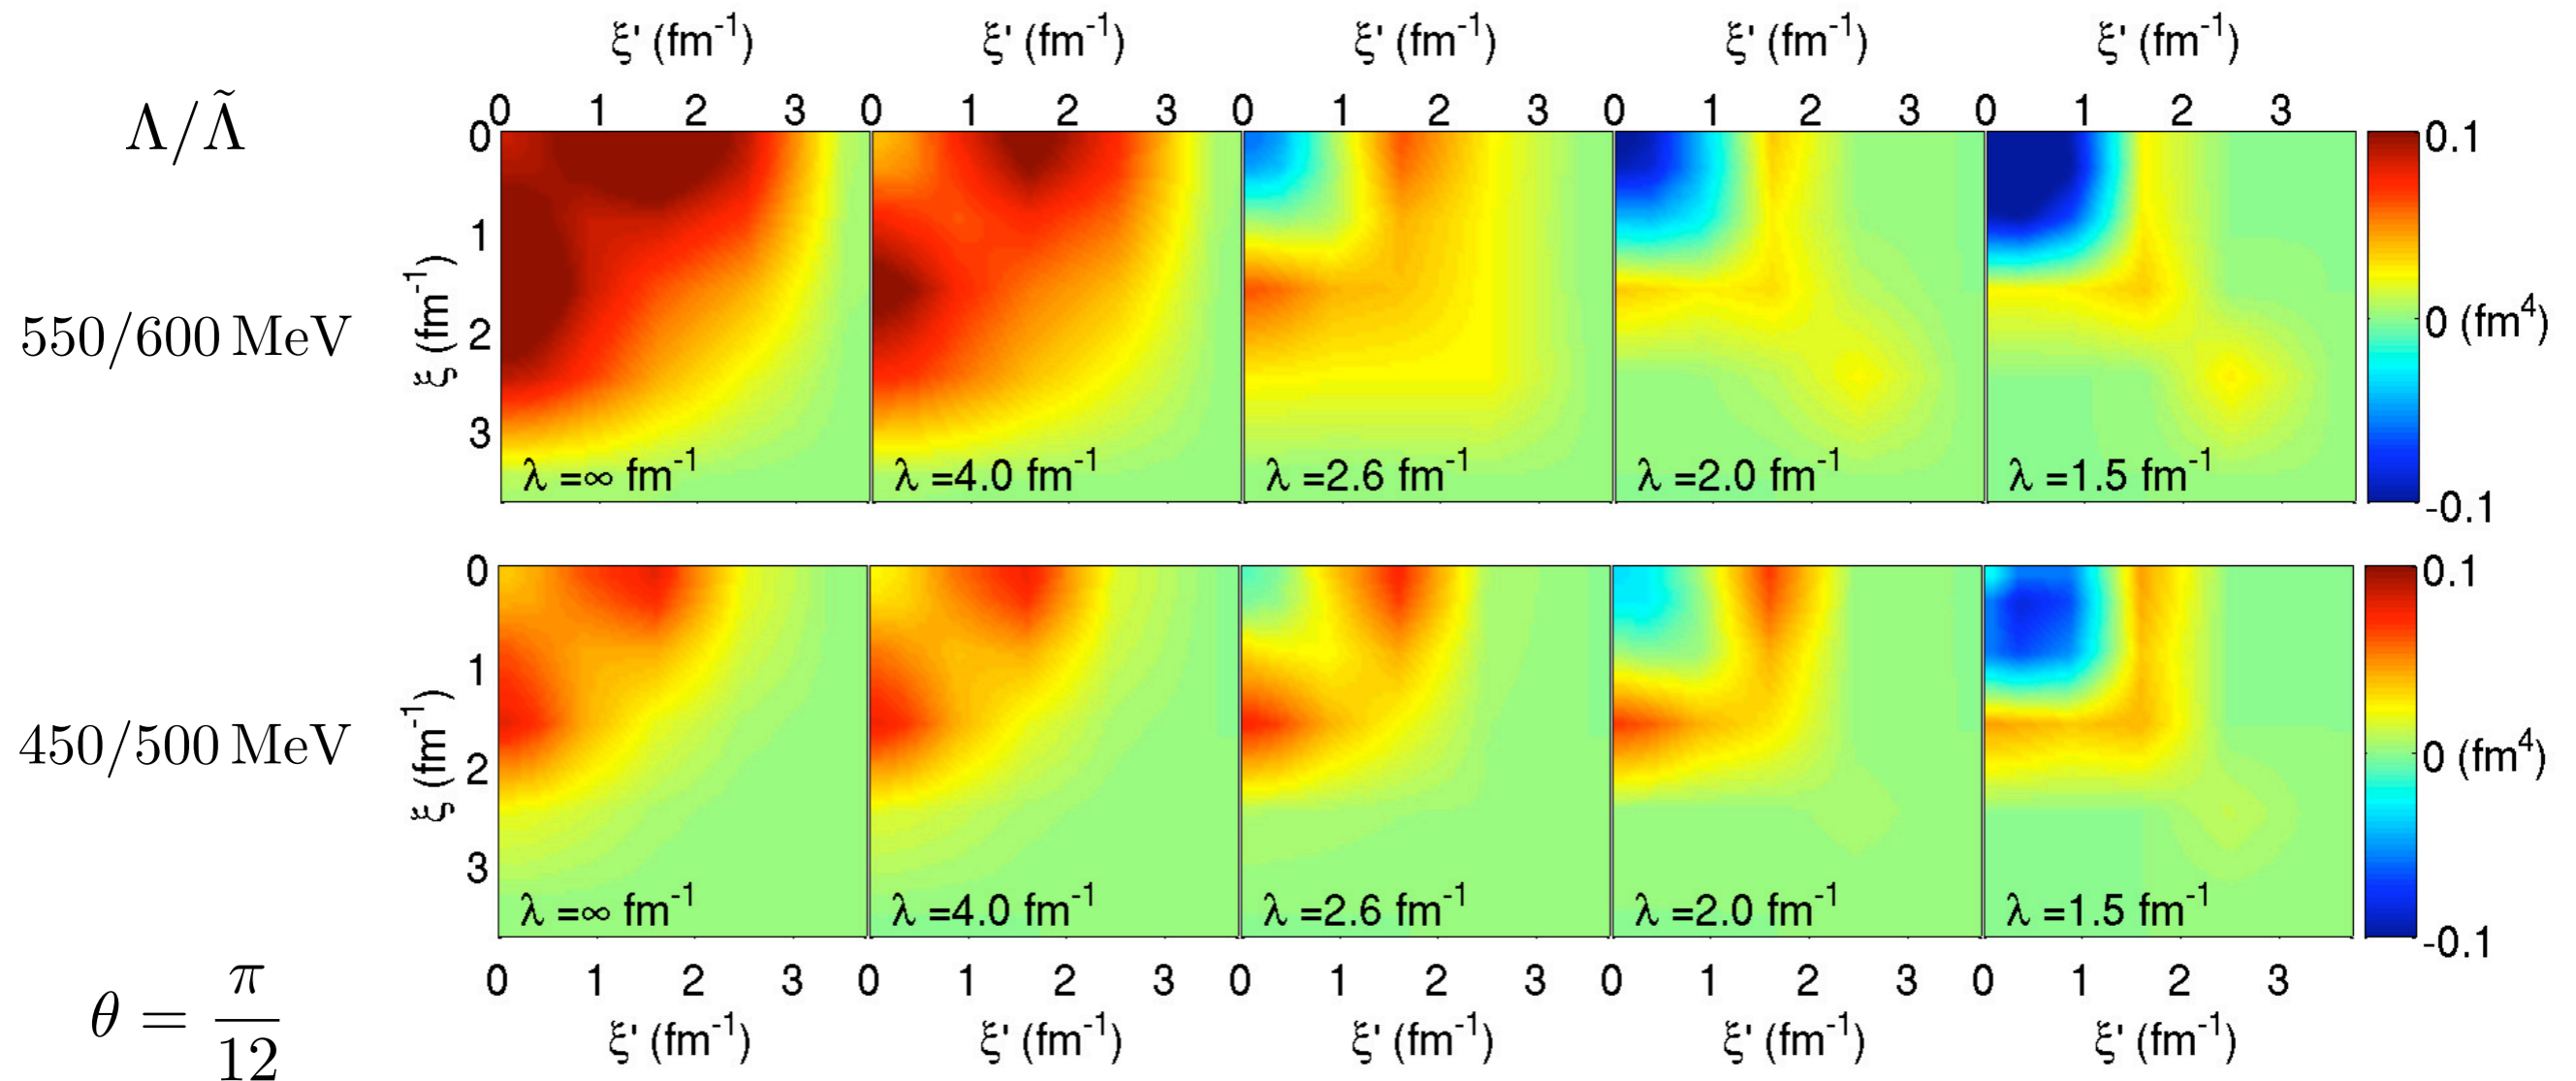 ξ' (fm⁻¹) ξ' (fm⁻¹) ξ' (fm⁻¹) ξ' (fm⁻¹) ξ' (fm⁻¹)
0 1 2 3 0 1 2 3 0 1 2 3 0 1 2 3 0 1 2 3
Λ/Λ̃
550/600 MeV
ξ (fm⁻¹)
0
1
2
3
λ =∞ fm⁻¹
λ =4.0 fm⁻¹
λ =2.6 fm⁻¹
λ =2.0 fm⁻¹
λ =1.5 fm⁻¹
0.1
0 (fm⁴)
-0.1
450/500 MeV
ξ (fm⁻¹)
0
1
2
3
λ =∞ fm⁻¹
λ =4.0 fm⁻¹
λ =2.6 fm⁻¹
λ =2.0 fm⁻¹
λ =1.5 fm⁻¹
0.1
0 (fm⁴)
-0.1
0 1 2 3 0 1 2 3 0 1 2 3 0 1 2 3 0 1 2 3
ξ' (fm⁻¹) ξ' (fm⁻¹) ξ' (fm⁻¹) ξ' (fm⁻¹) ξ' (fm⁻¹)
θ = π/12